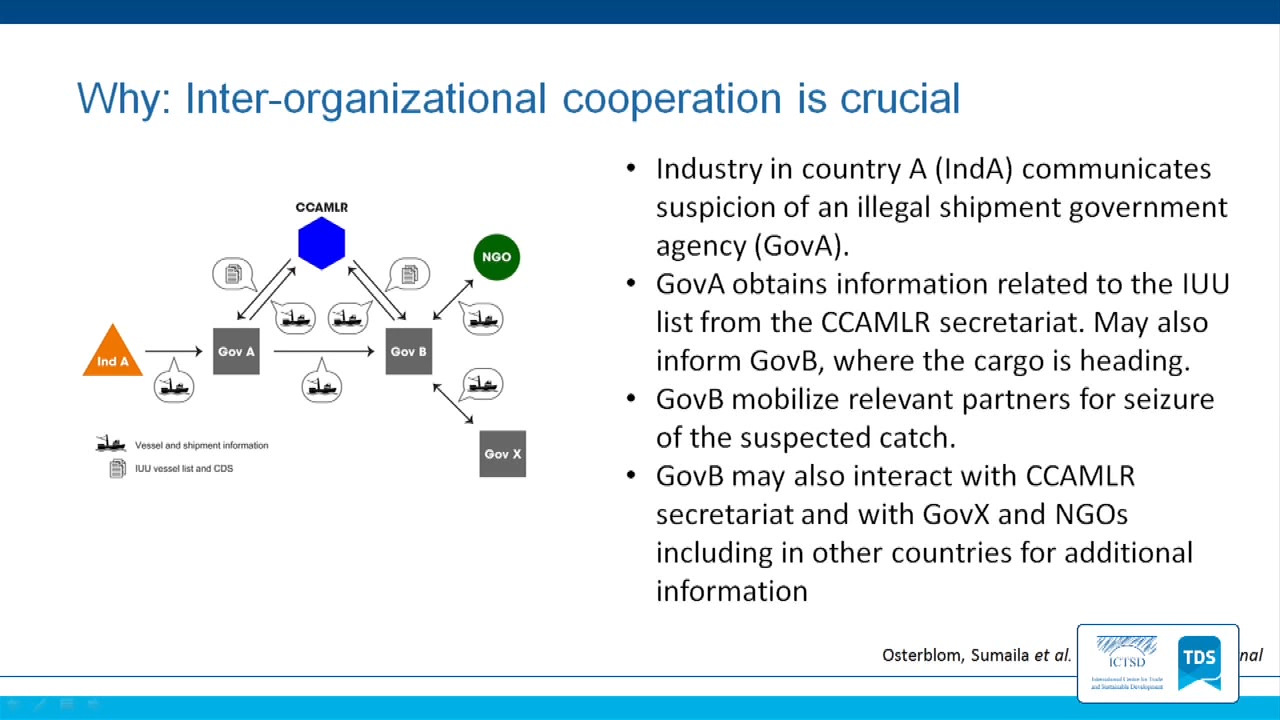 Why: Inter-organizational cooperation is crucial
CCAMLR
NGO
Ind A
Gov A
Gov B
Gov X
Vessel and shipment information
IUU vessel list and CDS
• Industry in country A (IndA) communicates
suspicion of an illegal shipment government
agency (GovA).
• GovA obtains information related to the IUU
list from the CCAMLR secretariat. May also
inform GovB, where the cargo is heading.
• GovB mobilize relevant partners for seizure
of the suspected catch.
• GovB may also interact with CCAMLR
secretariat and with GovX and NGOs
including in other countries for additional
information
Osterblom, Sumaila et al.
nal
ICTSD
International Centre for Trade
and Sustainable Development
TDS